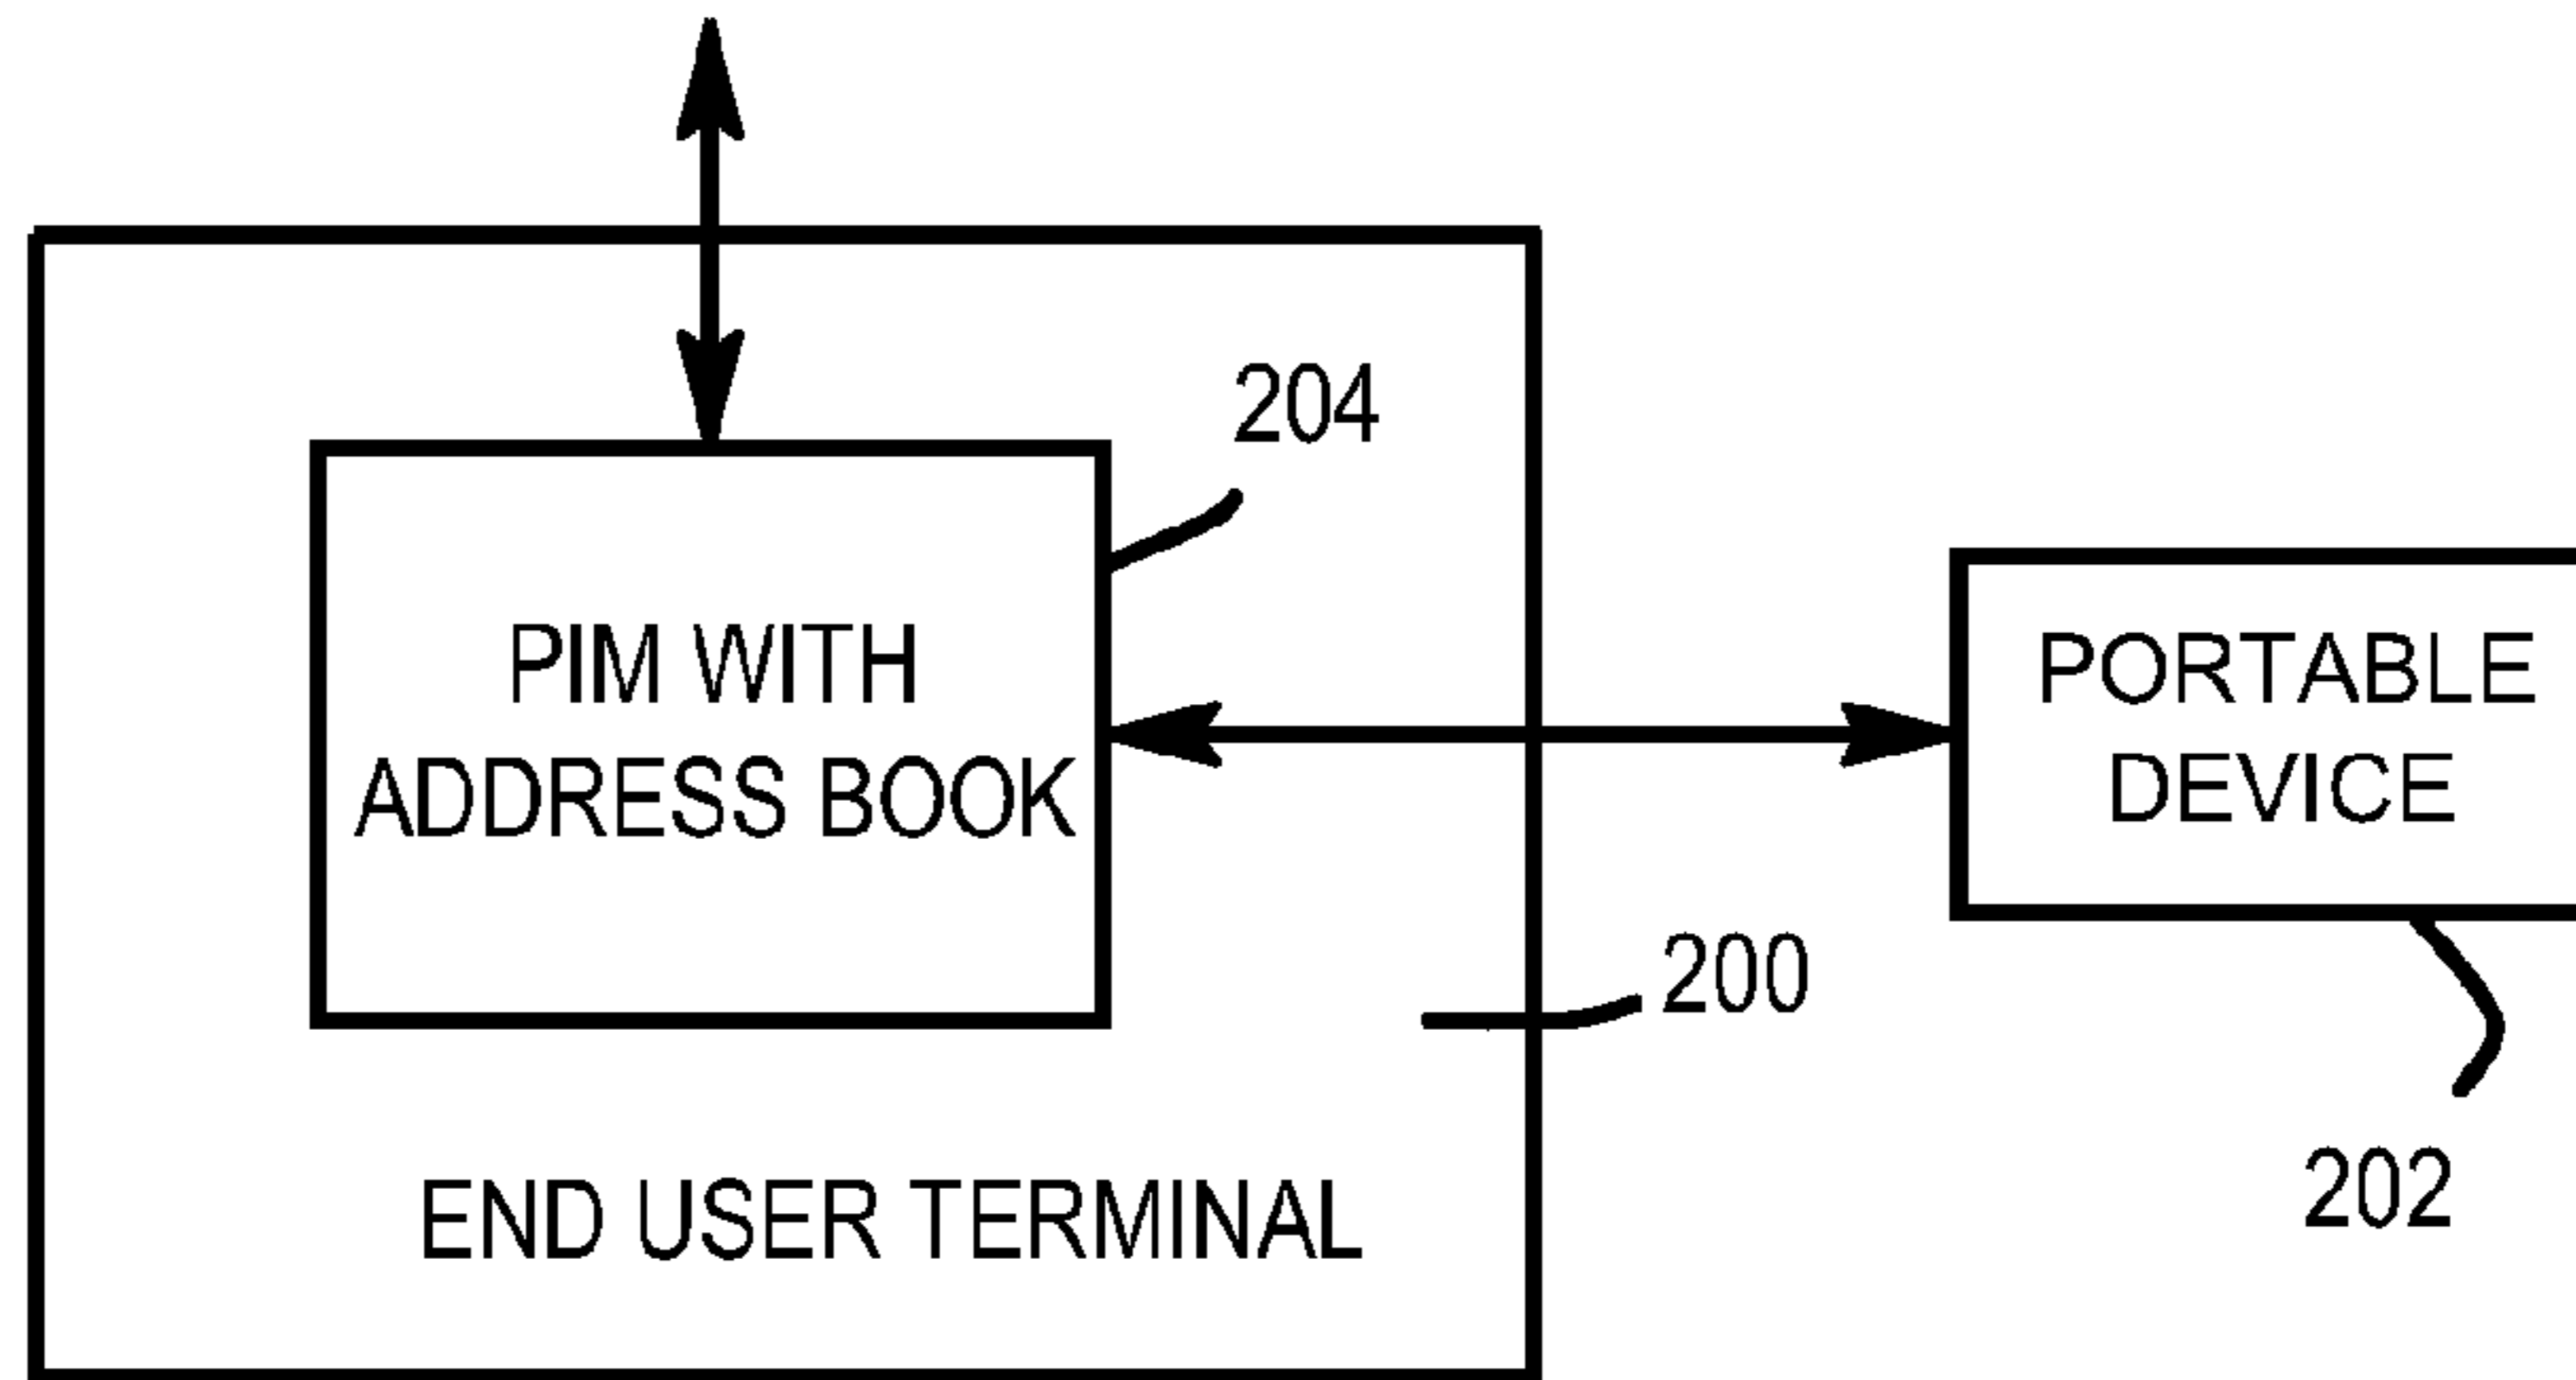 204
PIM WITH
ADDRESS BOOK
PORTABLE
DEVICE
200
END USER TERMINAL
202